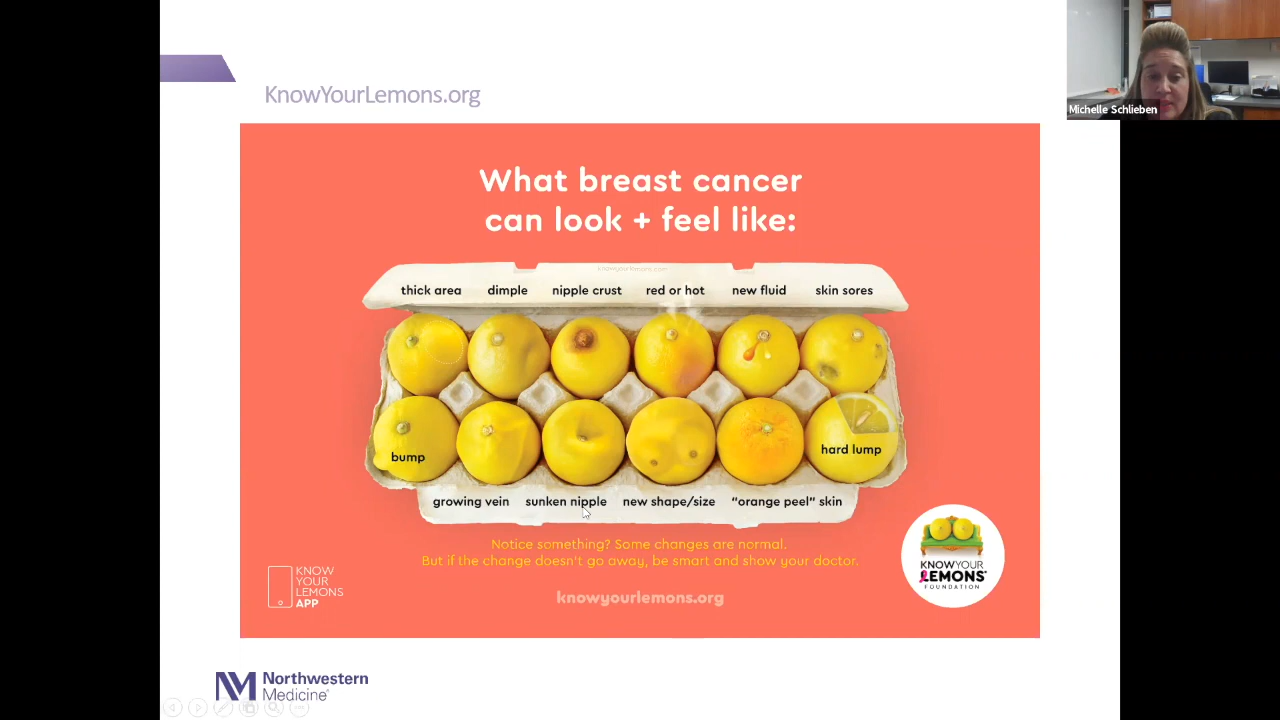 Michelle Schlieben
KnowYourLemons.org
What breast cancer
can look + feel like:
knowyourlemons.com
thick area dimple nipple crust red or hot new fluid skin sores
bump hard lump
growing vein sunken nipple new shape/size "orange peel" skin
Notice something? Some changes are normal.
But if the change doesn't go away, be smart and show your doctor.
knowyourlemons.org
KNOW
YOUR
LEMONS
APP
KNOW YOUR
LEMONS®
FOUNDATION
NM Northwestern
Medicine®